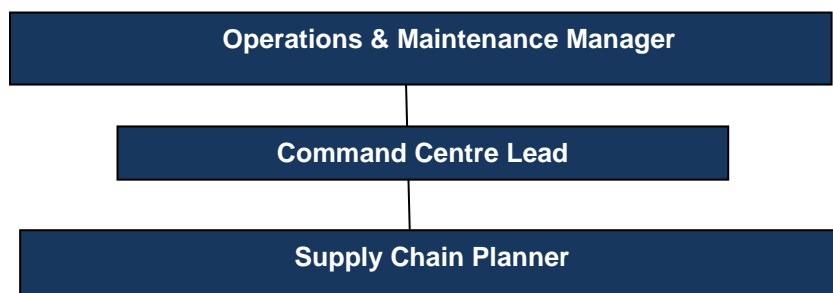 Operations & Maintenance Manager
Command Centre Lead
Supply Chain Planner